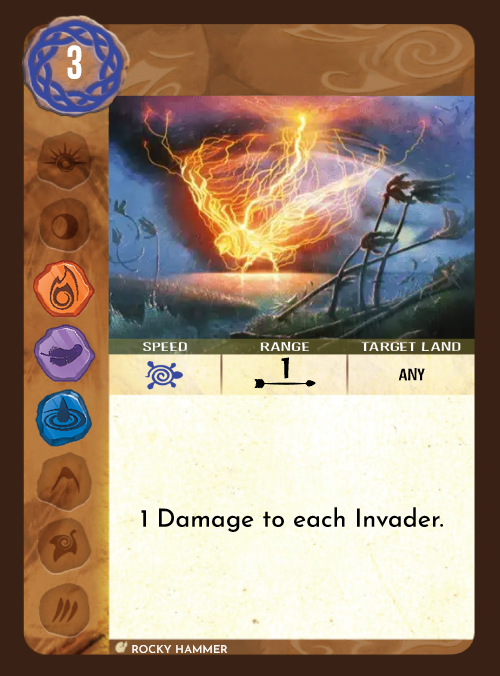 3
SPEED RANGE TARGET LAND
1 ANY
1 Damage to each Invader.
ROCKY HAMMER